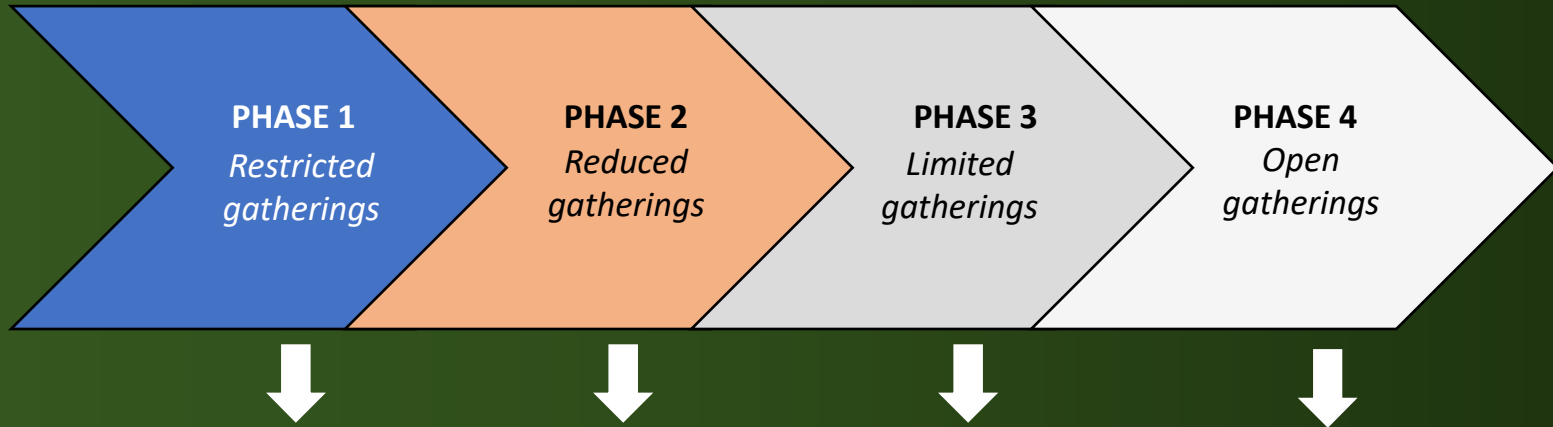 PHASE 1
Restricted
gatherings
PHASE 2
Reduced
gatherings
PHASE 3
Limited
gatherings
PHASE 4
Open
gatherings